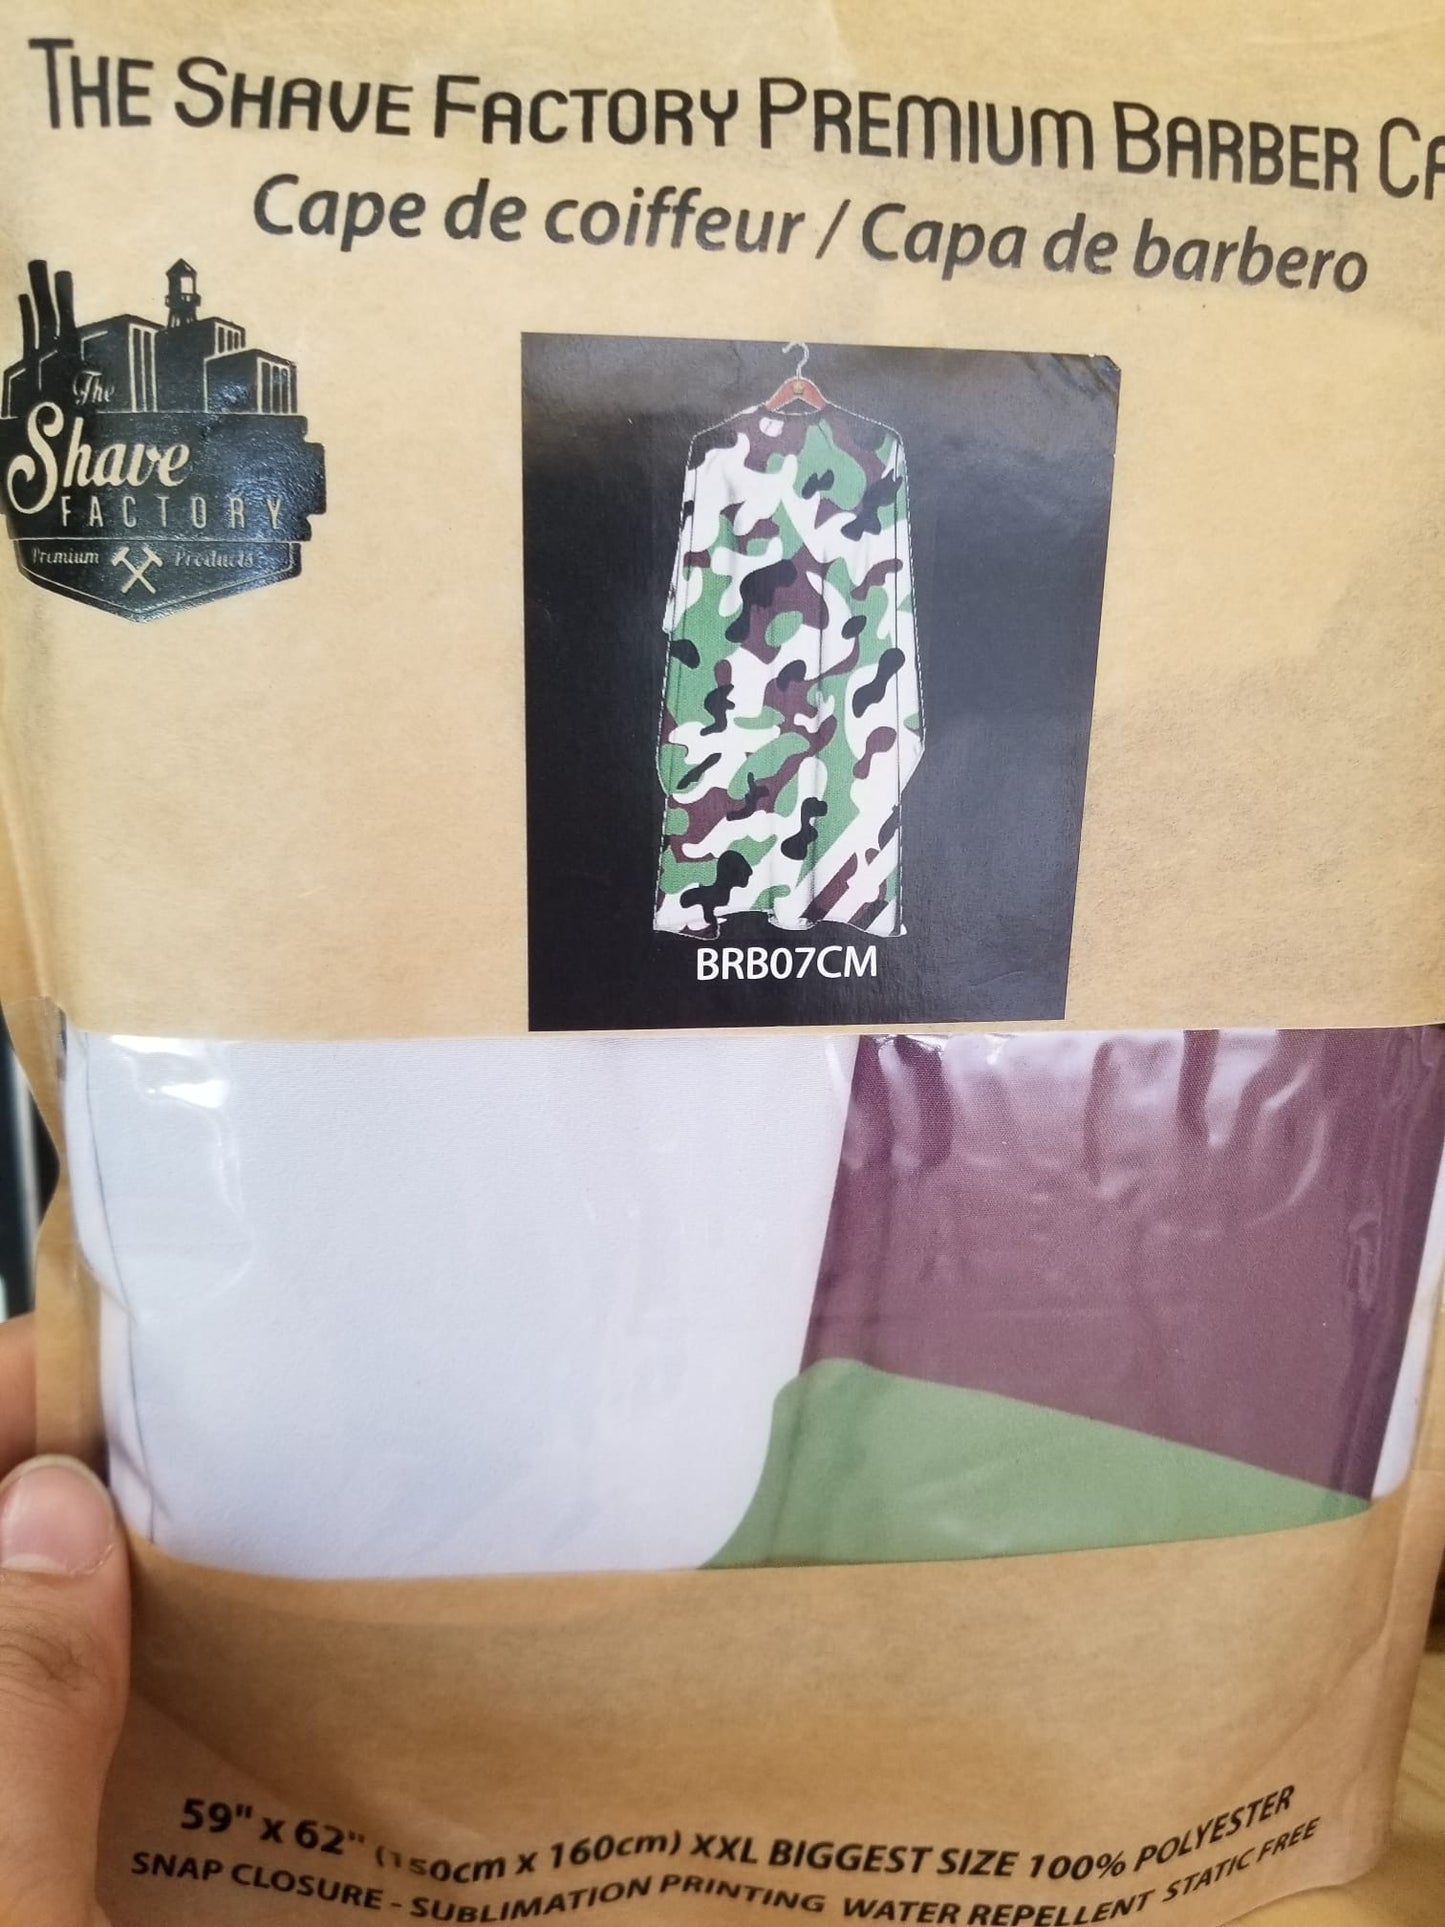 THE SHAVE FACTORY PREMIUM BARBER CA
Cape de coiffeur / Capa de barbero
The
Shave
FACTORY
Premium Products
BRB07CM
59" x 62" (150cm x 160cm) XXL BIGGEST SIZE 100% POLYESTER
SNAP CLOSURE - SUBLIMATION PRINTING WATER REPELLENT STATIC FREE